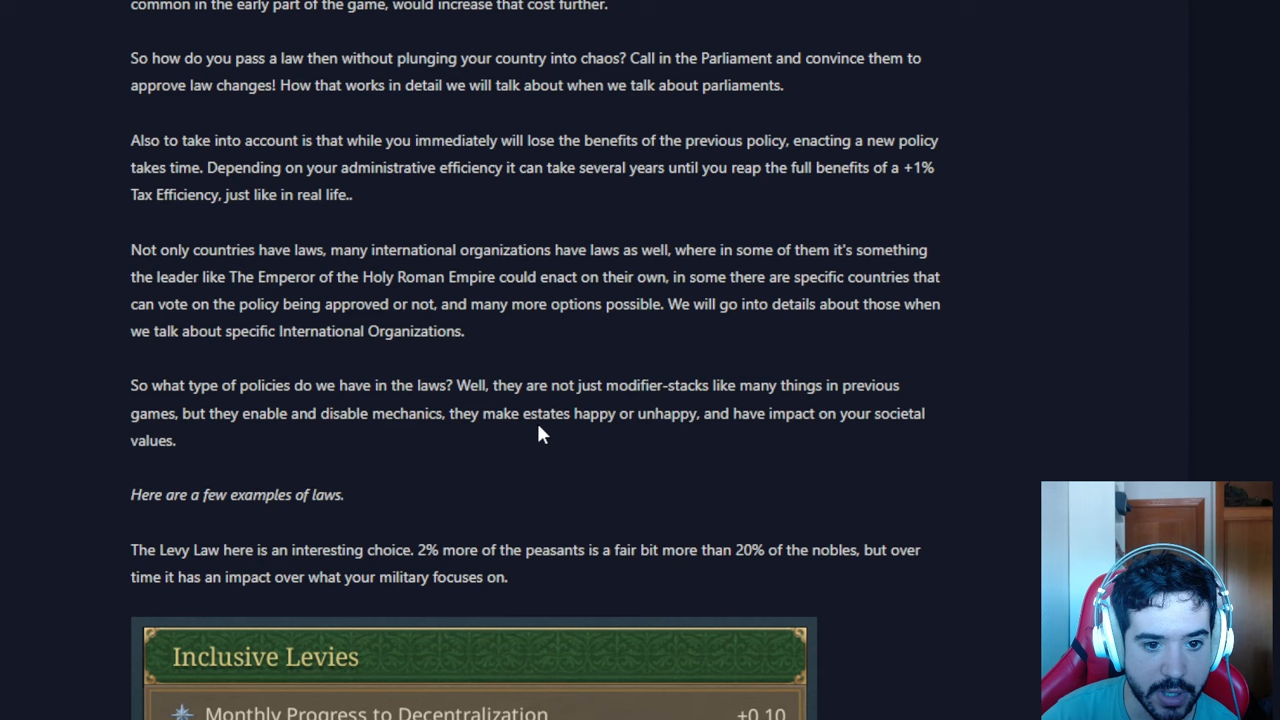 common in the early part of the game, would increase that cost further.
So how do you pass a law then without plunging your country into chaos? Call in the Parliament and convince them to
approve law changes! How that works in detail we will talk about when we talk about parliaments.
Also to take into account is that while you immediately will lose the benefits of the previous policy, enacting a new policy
takes time. Depending on your administrative efficiency it can take several years until you reap the full benefits of a +1%
Tax Efficiency, just like in real life..
Not only countries have laws, many international organizations have laws as well, where in some of them it's something
the leader like The Emperor of the Holy Roman Empire could enact on their own, in some there are specific countries that
can vote on the policy being approved or not, and many more options possible. We will go into details about those when
we talk about specific International Organizations.
So what type of policies do we have in the laws? Well, they are not just modifier-stacks like many things in previous
games, but they enable and disable mechanics, they make estates happy or unhappy, and have impact on your societal
values.
Here are a few examples of laws.
The Levy Law here is an interesting choice. 2% more of the peasants is a fair bit more than 20% of the nobles, but over
time it has an impact over what your military focuses on.
Inclusive Levies
Monthly Progress to Decentralization +0.10